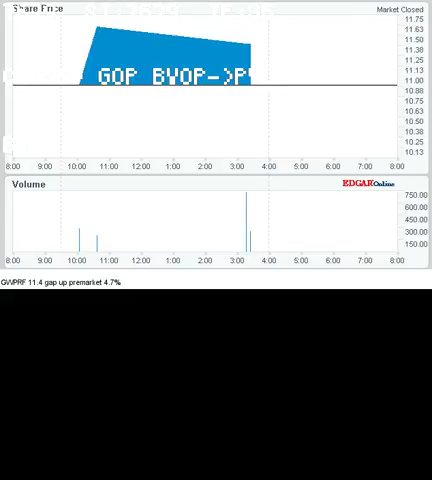 Share Price
Market Closed
11.75
11.63
11.50
11.38
11.25
11.13
11.00
10.88
10.75
10.63
10.50
10.38
10.25
10.13
GOP BVOP->P
8:00 9:00 10:00 11:00 12:00 1:00 2:00 3:00 4:00 5:00 6:00 7:00 8:00
Volume
EDGAROnline
750.00
600.00
450.00
300.00
150.00
8:00 9:00 10:00 11:00 12:00 1:00 2:00 3:00 4:00 5:00 6:00 7:00 8:00
GWPRF 11.4 gap up premarket 4.7%